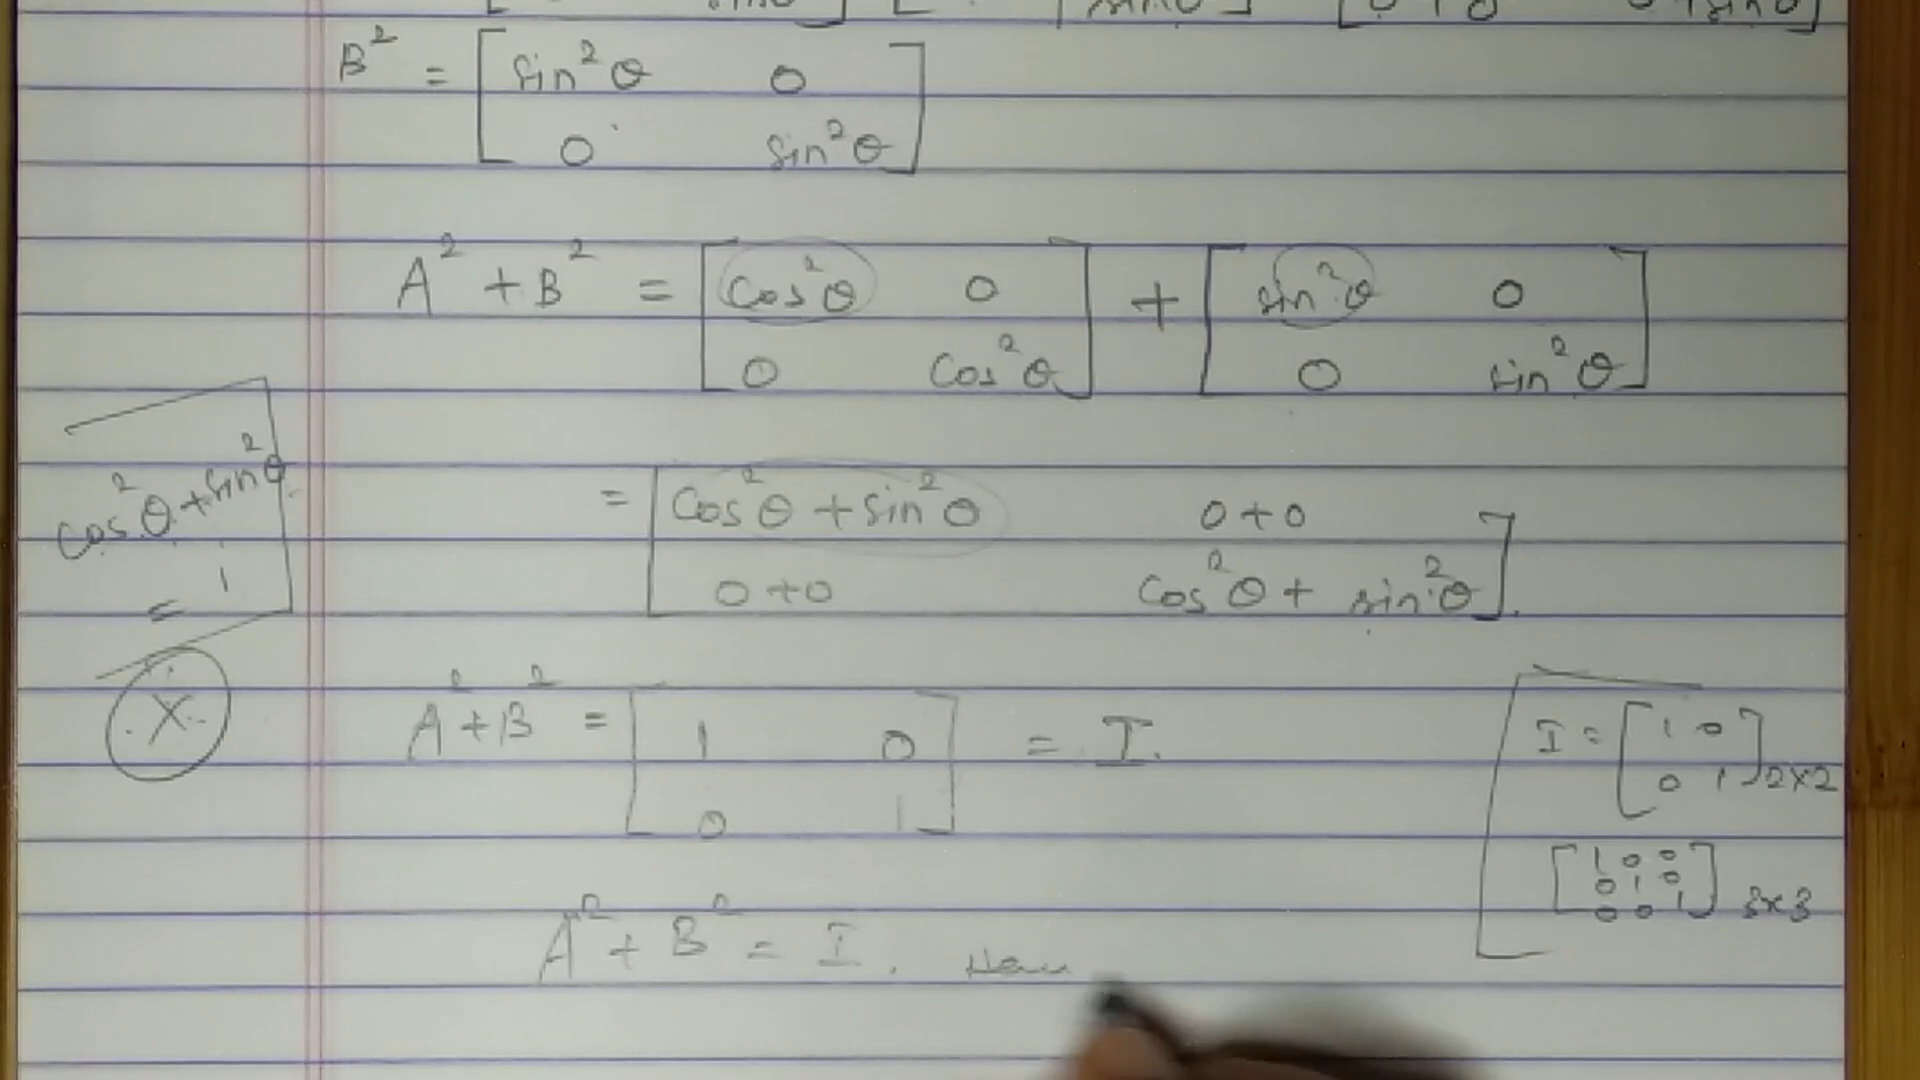 B² = [ sin²θ 0
0 sin²θ ]
A² + B² = [ cos²θ 0 + [ sin²θ 0
0 cos²θ ] 0 sin²θ ]
cos²θ + sin²θ
= 1
= [ cos²θ + sin²θ 0 + 0
0 + 0 cos²θ + sin²θ ].
X
A² + B² = [ 1 0 = I.
0 1 ]
I = [ 1 0
0 1 ] 2×2
[ 1 0 0
0 1 0
0 0 1 ] 3×3
A² + B² = I.